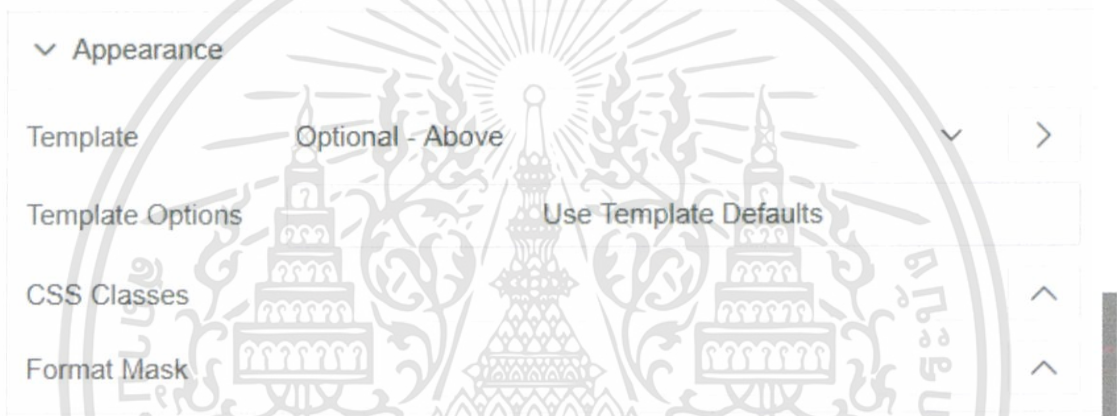 Appearance
Template Optional - Above
Template Options Use Template Defaults
CSS Classes
Format Mask